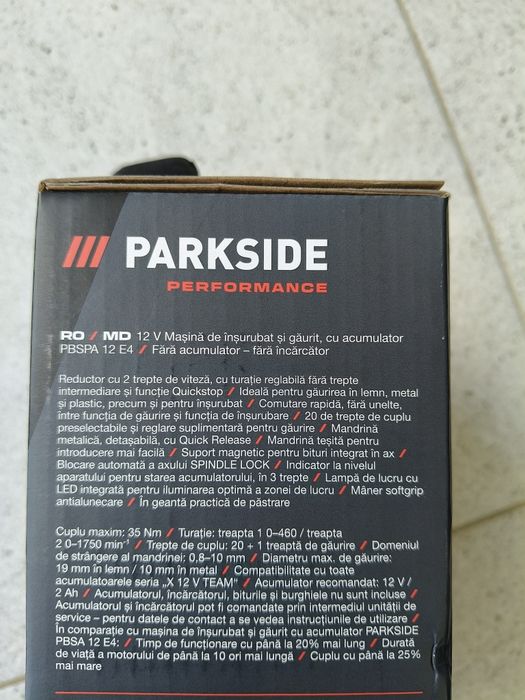 /// PARKSIDE
PERFORMANCE
RO / MD 12 V Mașină de înșurubat și găurit, cu acumulator
PBSPA 12 E4 / Fără acumulator – fără încărcător
Reductor cu 2 trepte de viteză, cu turație reglabilă fără trepte
intermediare și funcție Quickstop / Ideală pentru găurirea în lemn, metal
și plastic, precum și pentru înșurubat / Comutare rapidă, fără unelte,
între funcția de găurire și funcția de înșurubare / 20 de trepte de cuplu
preselectabile și reglare suplimentară pentru găurire / Mandrină
metalică, detașabilă, cu Quick Release / Mandrină teșită pentru
introducere mai facilă / Suport magnetic pentru bituri integrat în ax /
Blocare automată a axului SPINDLE LOCK / Indicator la nivelul
aparatului pentru starea acumulatorului, în 3 trepte / Lampă de lucru cu
LED integrată pentru iluminarea optimă a zonei de lucru / Mâner softgrip
antialunecare / În geantă practică de păstrare
Cuplu maxim: 35 Nm / Turație: treapta 1 0–460 / treapta
2 0–1750 min⁻¹ / Trepte de cuplu: 20 + 1 treaptă de găurire / Domeniul
de strângere al mandrinei: 0,8–10 mm / Diametru max. de găurire:
19 mm în lemn / 10 mm în metal / Compatibilitate cu toate
acumulatoarele seria „X 12 V TEAM” / Acumulator recomandat: 12 V /
2 Ah / Acumulatorul, încărcătorul, biturile și burghiele nu sunt incluse /
Acumulatorul și încărcătorul pot fi comandate prin intermediul unității de
service – pentru datele de contact a se vedea instrucțiunile de utilizare /
În comparație cu mașina de înșurubat și găurit cu acumulator PARKSIDE
PBSA 12 E4: / Timp de funcționare cu până la 20% mai lung / Durată
de viață a motorului de până la 10 ori mai lungă / Cuplu cu până la 25%
mai mare